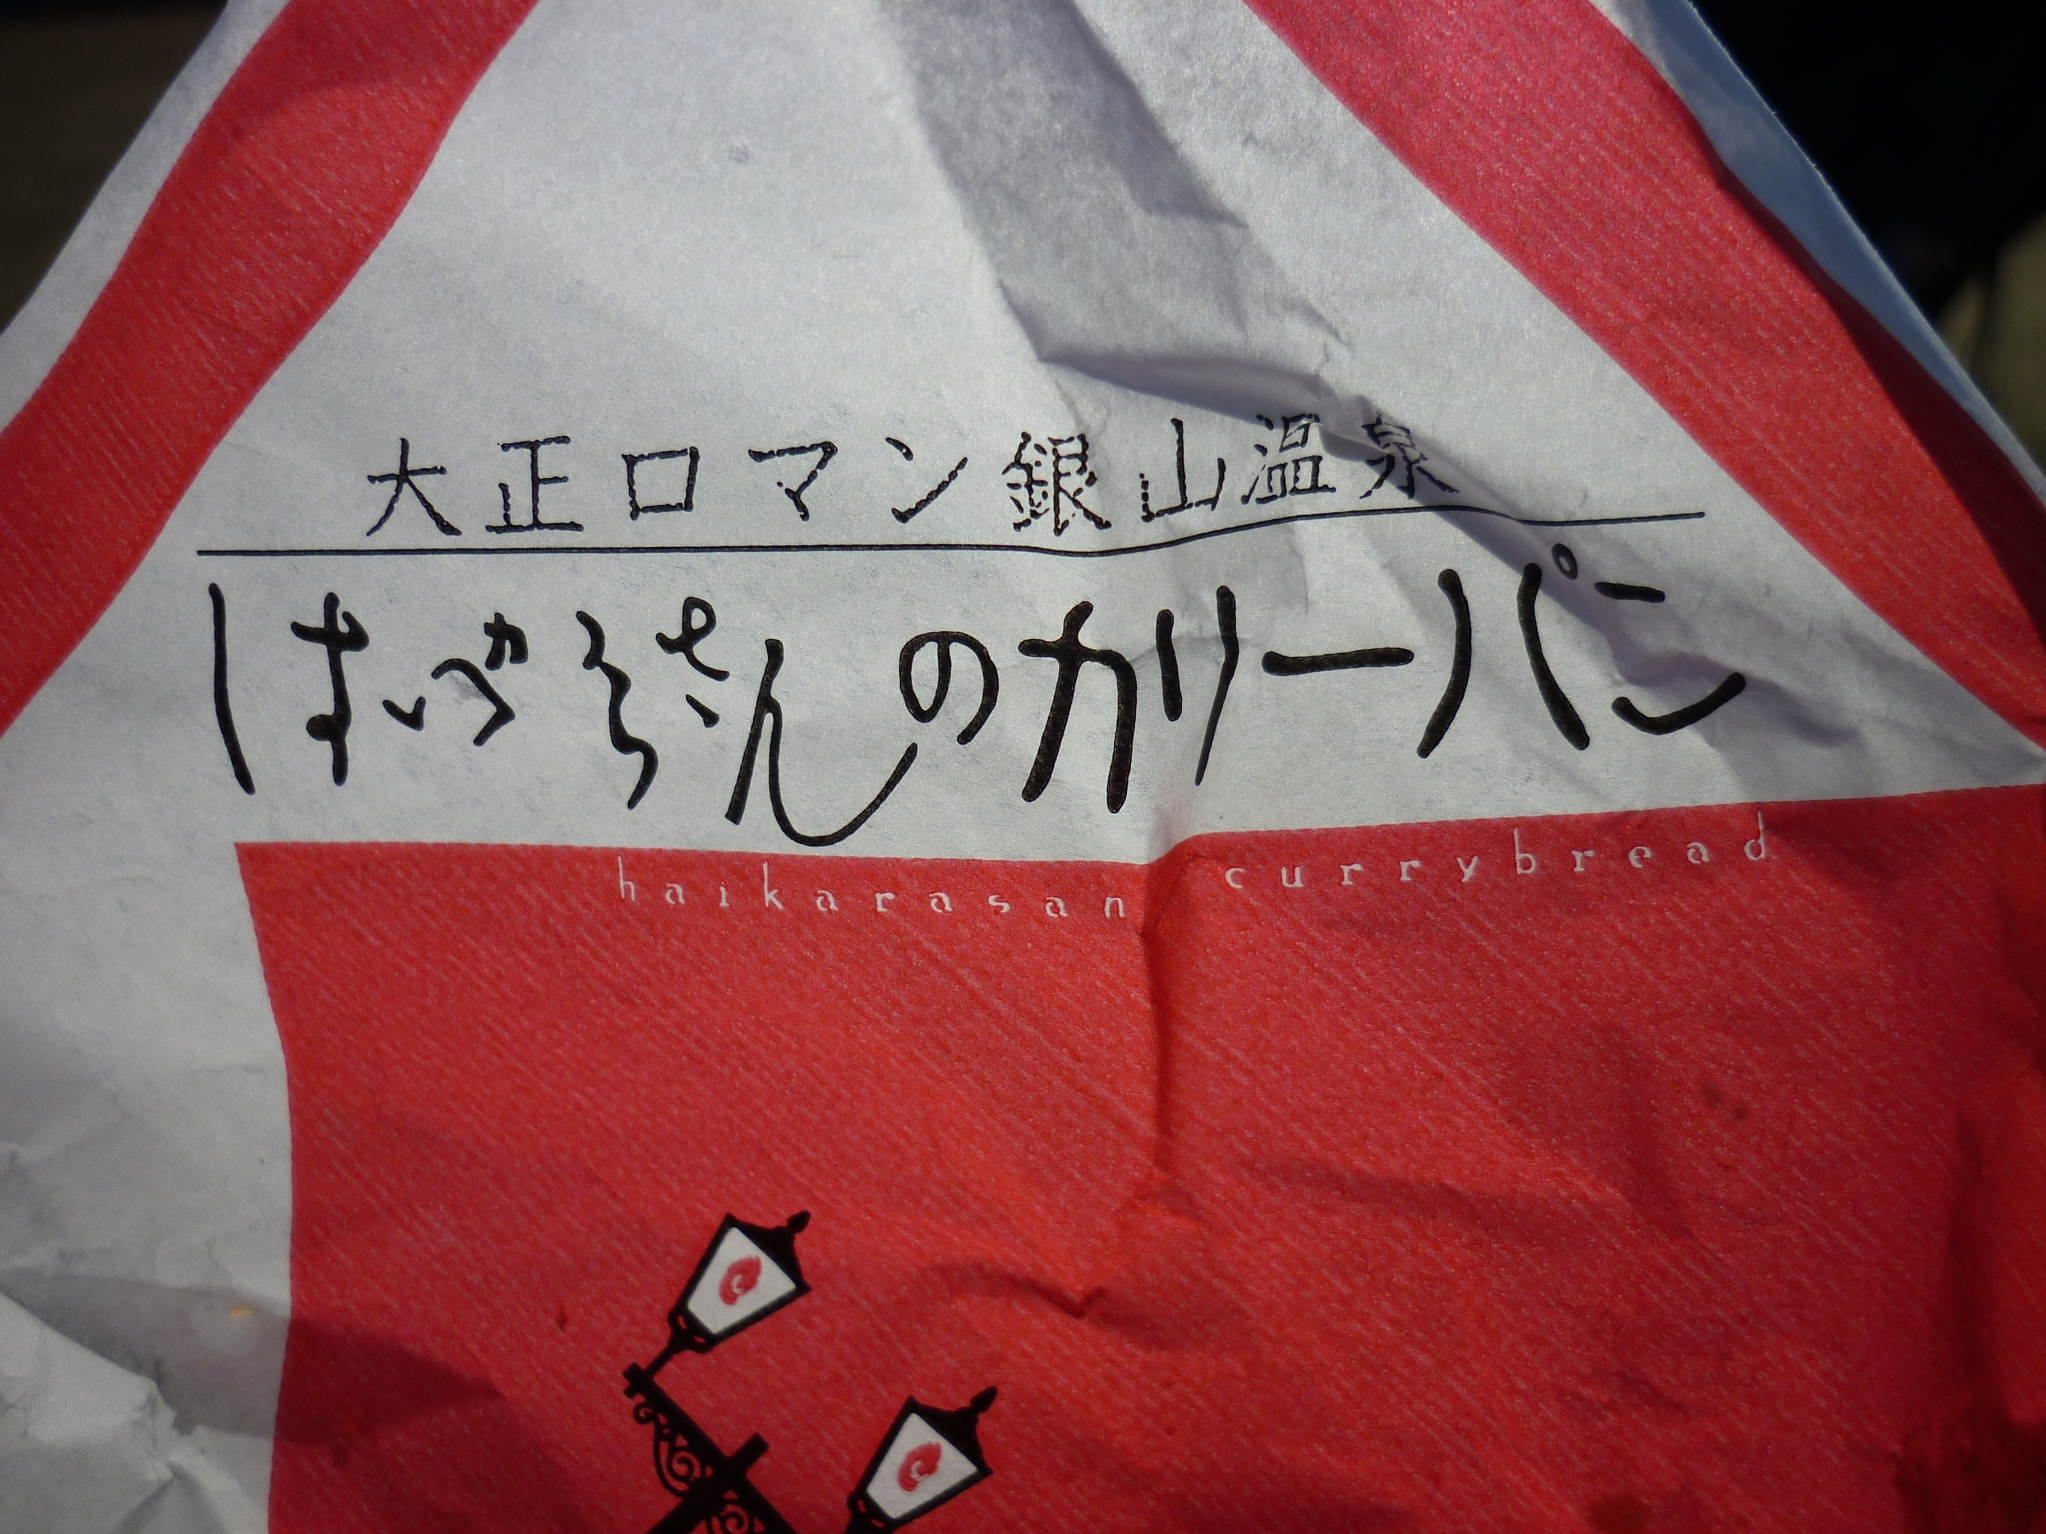 大正ロマン銀山温泉
はいからさんのカリーパン
haikarasan currybread